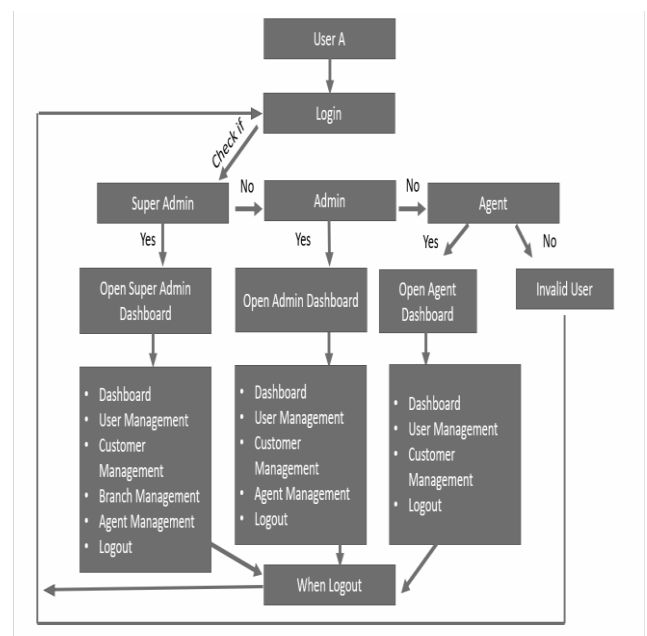 User A
Login
Check if
Super Admin
No
Admin
No
Agent
Yes
Yes
Yes
No
Open Super Admin
Dashboard
Open Admin Dashboard
Open Agent
Dashboard
Invalid User
• Dashboard
• User Management
• Customer
Management
• Branch Management
• Agent Management
• Logout
• Dashboard
• User Management
• Customer
Management
• Agent Management
• Logout
• Dashboard
• User Management
• Customer
Management
• Logout
When Logout